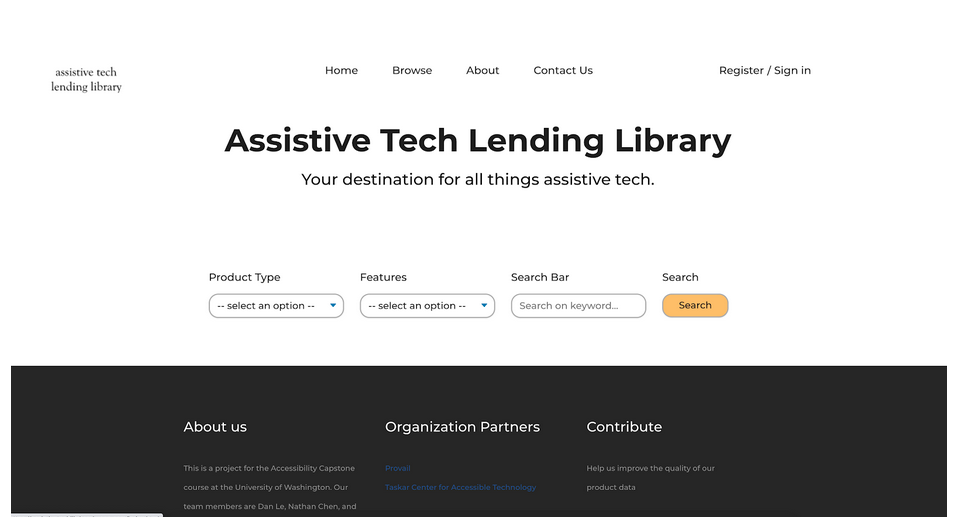 assistive tech
lending library
Home
Browse
About
Contact Us
Register / Sign in
Assistive Tech Lending Library
Your destination for all things assistive tech.
Product Type
Features
Search Bar
Search
-- select an option --
-- select an option --
Search on keyword...
Search
About us
Organization Partners
Contribute
This is a project for the Accessibility Capstone
course at the University of Washington. Our
team members are Dan Le, Nathan Chen, and
Provail
Taskar Center for Accessible Technology
Help us improve the quality of our
product data